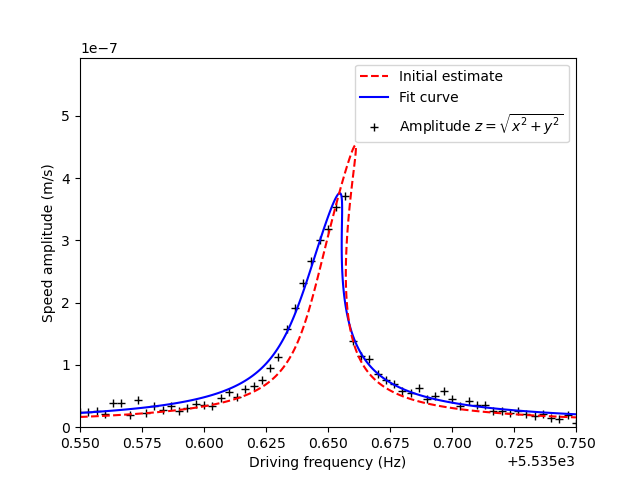 1e−7
Initial estimate
Fit curve
Amplitude z = √x² + y²
5
4
3
2
1
0
Speed amplitude (m/s)
0.550 0.575 0.600 0.625 0.650 0.675 0.700 0.725 0.750
Driving frequency (Hz)
+5.535e3